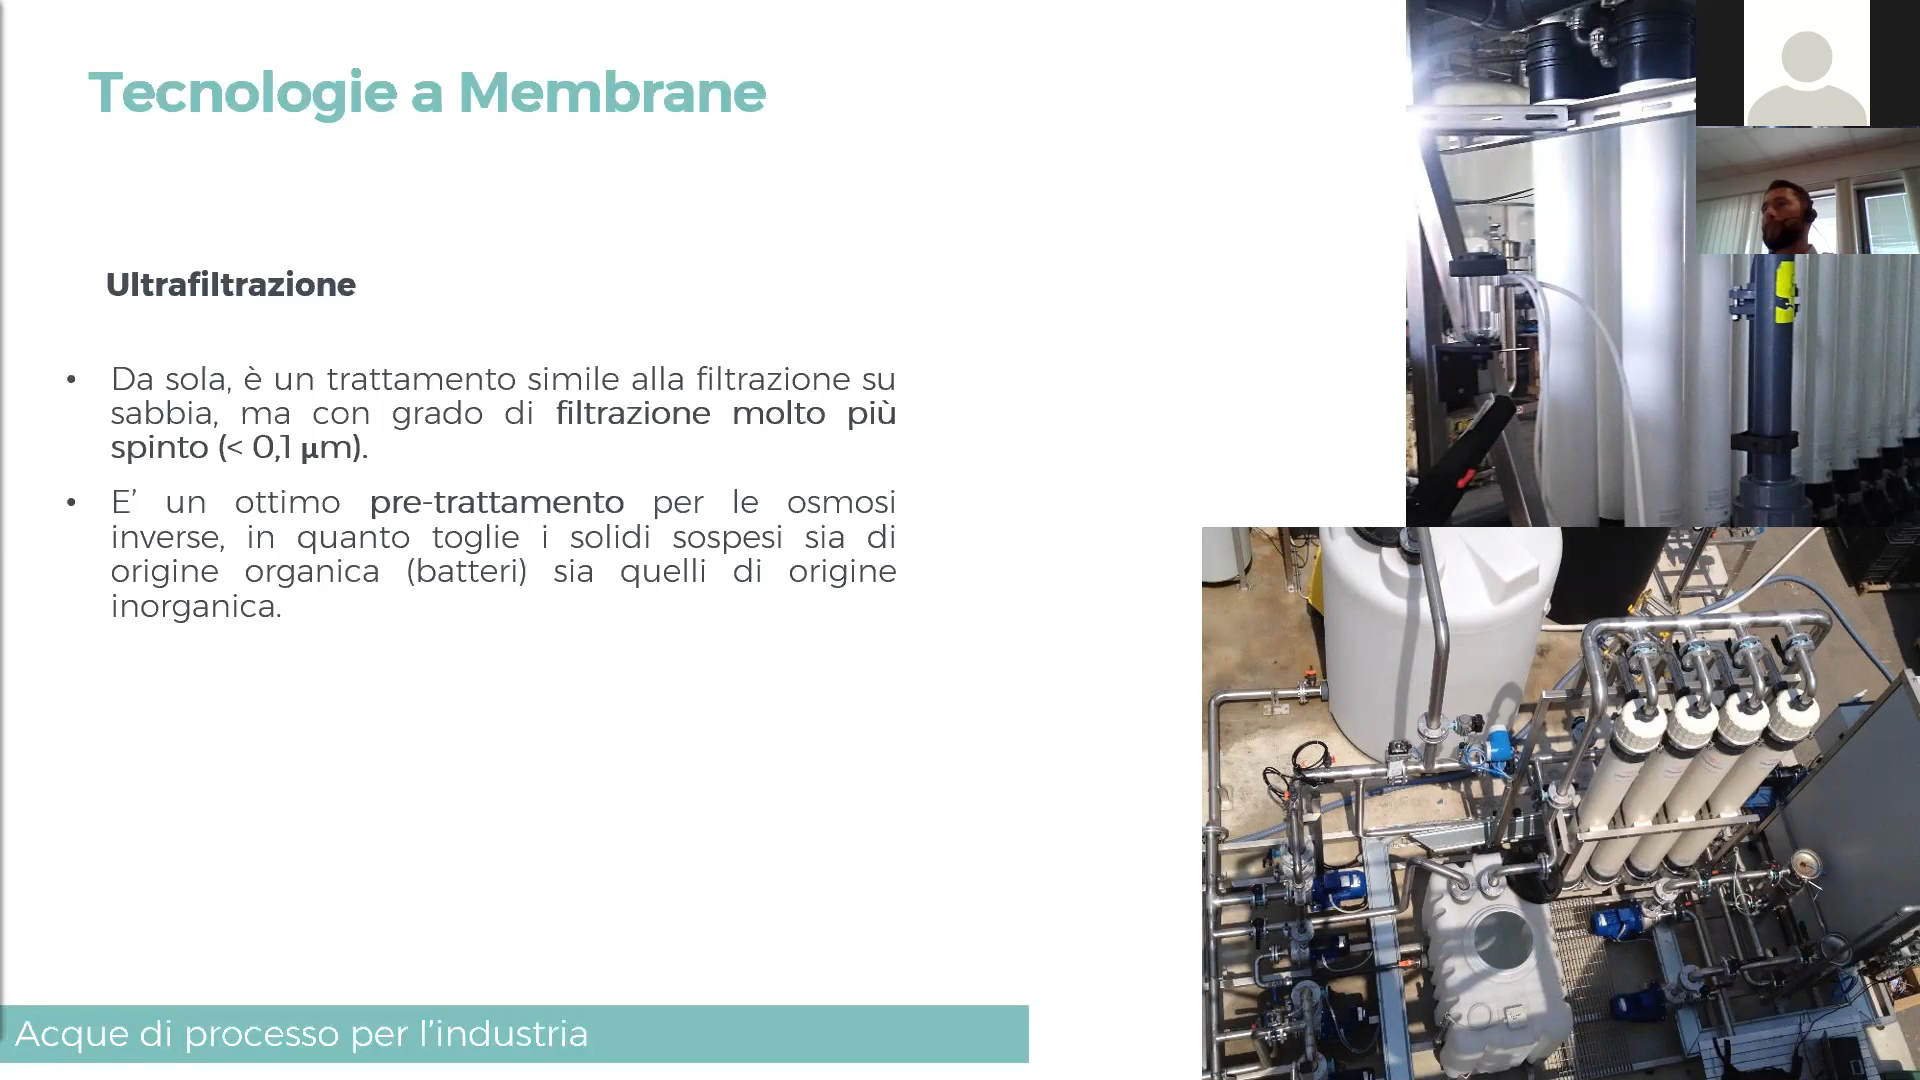 Tecnologie a Membrane
Ultrafiltrazione
• Da sola, è un trattamento simile alla filtrazione su
sabbia, ma con grado di filtrazione molto più
spinto (< 0,1 µm).
• E’ un ottimo pre-trattamento per le osmosi
inverse, in quanto toglie i solidi sospesi sia di
origine organica (batteri) sia quelli di origine
inorganica.
Acque di processo per l’industria